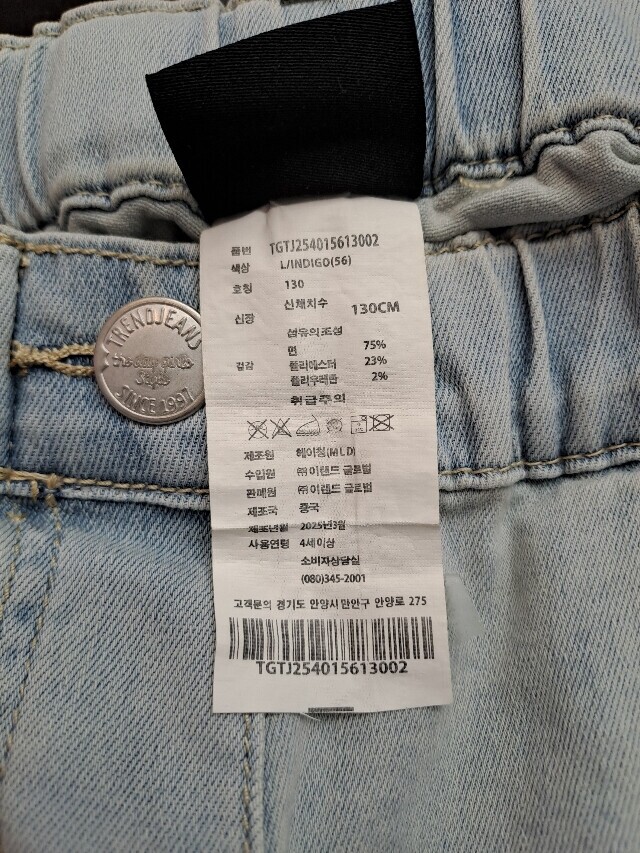 품번 TGTJ254015613002
색상 L/INDIGO(56)
호칭 130
신장 신체치수 130CM
섬유의조성
겉감 면 75%
폴리에스터 23%
폴리우레탄 2%
취급주의
제조원 헤이칭(MLD)
수입원 ㈜이랜드 글로벌
판매원 ㈜이랜드 글로벌
제조국 중국
제조년월 2025년3월
사용연령 4세이상
소비자상담실
(080)345-2001
고객문의 경기도 안양시 만안구 안양로 275
TGTJ254015613002
TRENDJEANS
SINCE 1997